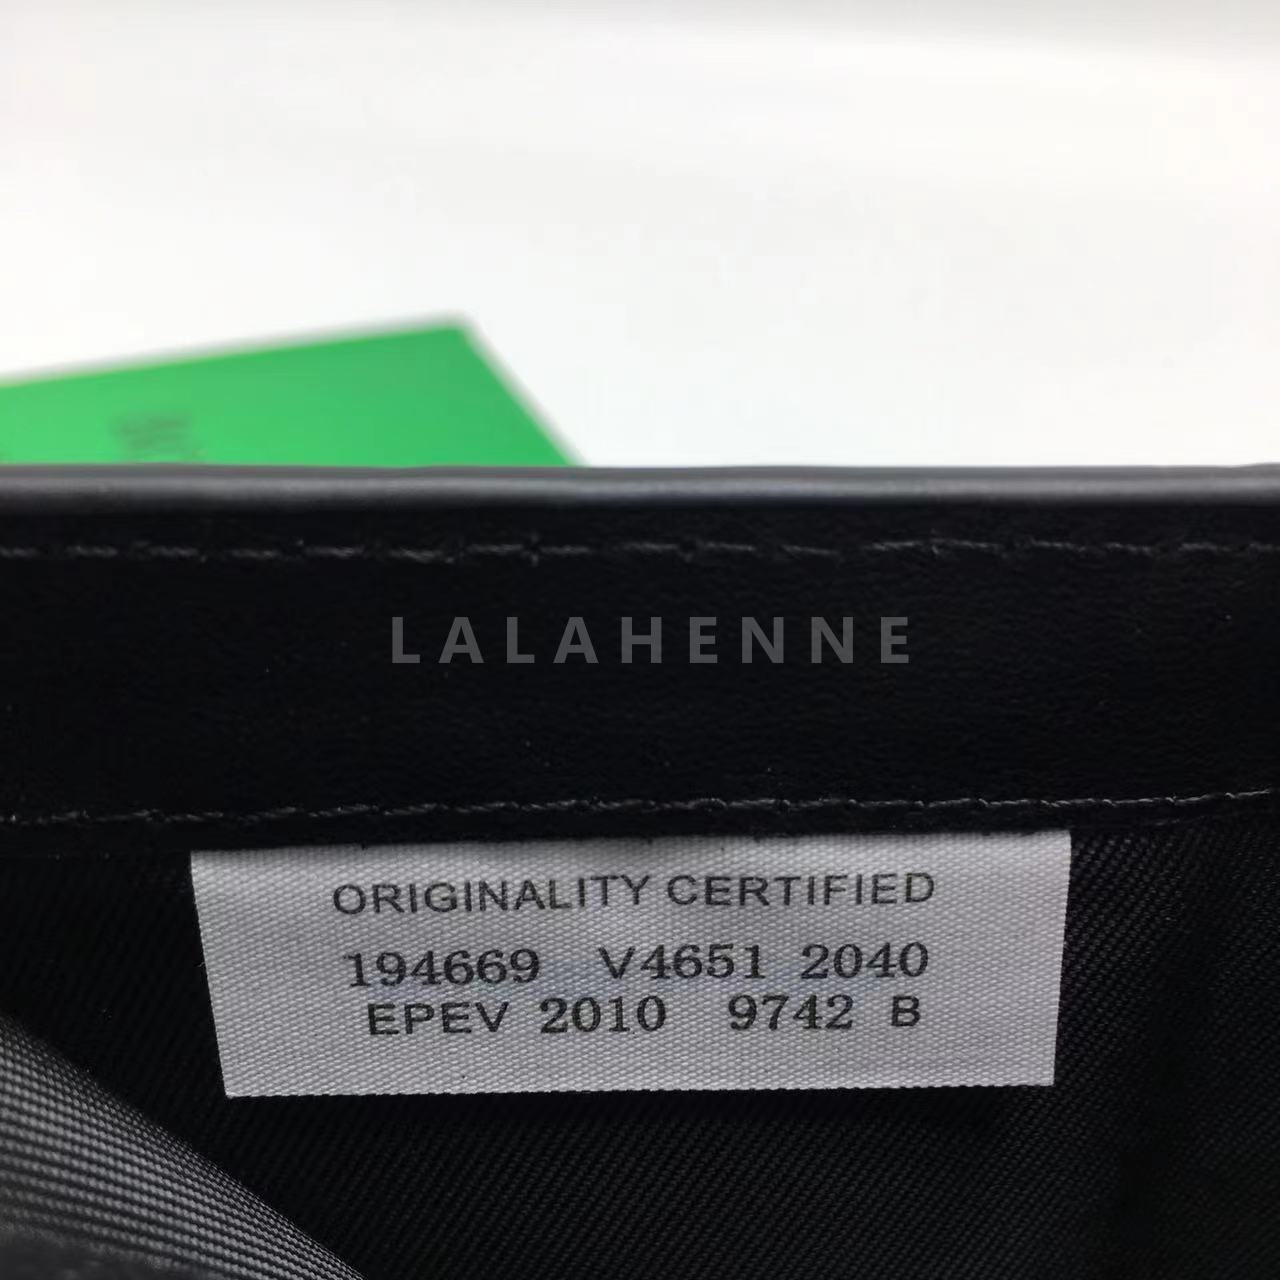 LALAHENNE
ORIGINALITY CERTIFIED
194669 V4651 2040
EPEV 2010 9742 B